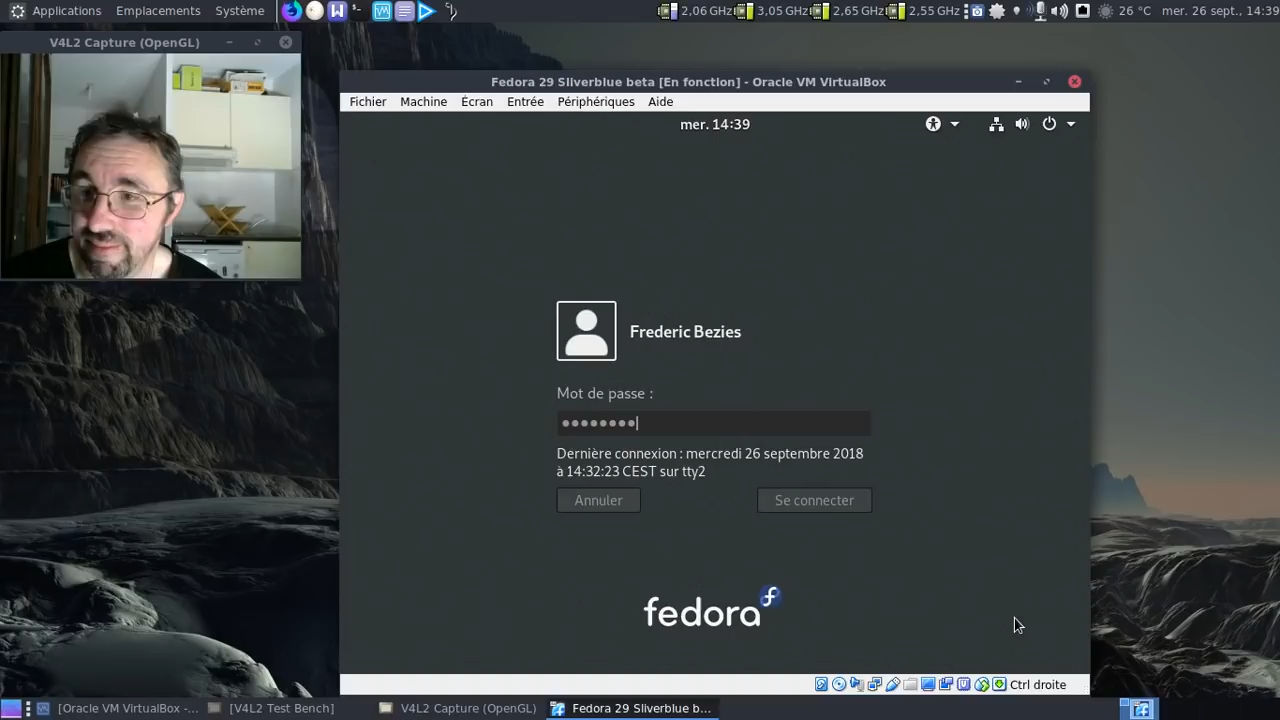 Applications Emplacements Système
2,06 GHz 3,05 GHz 2,65 GHz 2,55 GHz 26 °C mer. 26 sept., 14:39
V4L2 Capture (OpenGL)
Fedora 29 Sliverblue beta [En fonction] - Oracle VM VirtualBox
Fichier Machine Écran Entrée Périphériques Aide
mer. 14:39
Frederic Bezies
Mot de passe :
Dernière connexion : mercredi 26 septembre 2018
à 14:32:23 CEST sur tty2
Annuler Se connecter
fedora
Ctrl droite
[Oracle VM VirtualBox -... [V4L2 Test Bench] V4L2 Capture (OpenGL) Fedora 29 Sliverblue b...